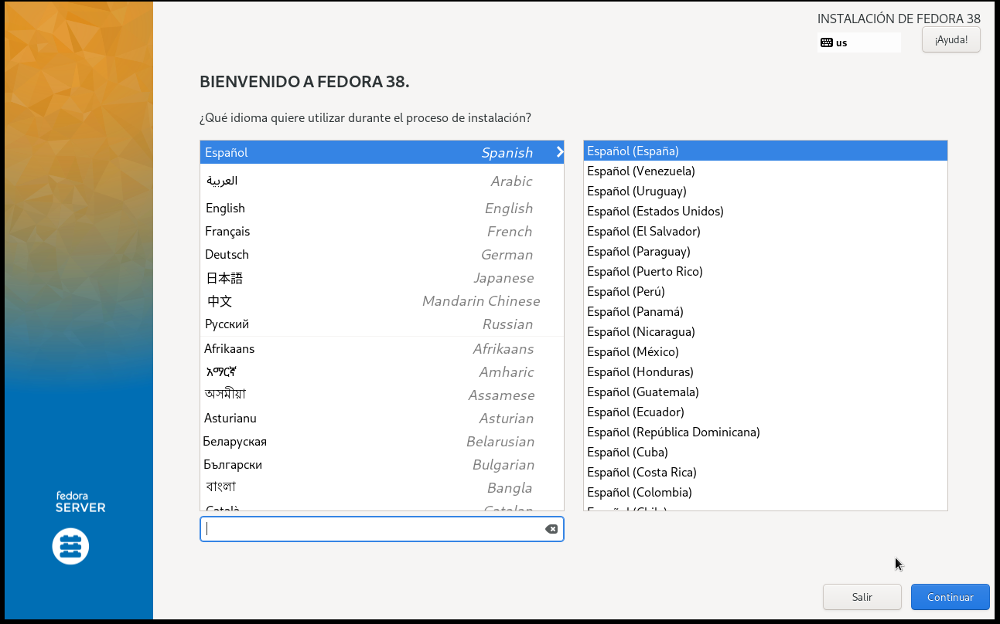 INSTALACIÓN DE FEDORA 38
us
¡Ayuda!
BIENVENIDO A FEDORA 38.
¿Qué idioma quiere utilizar durante el proceso de instalación?
Español Spanish
العربية Arabic
English English
Français French
Deutsch German
日本語 Japanese
中文 Mandarin Chinese
Русский Russian
Afrikaans Afrikaans
አማርኛ Amharic
অসমীয়া Assamese
Asturianu Asturian
Беларуская Belarusian
Български Bulgarian
বাংলা Bangla
Català Catalan
Español (España)
Español (Venezuela)
Español (Uruguay)
Español (Estados Unidos)
Español (El Salvador)
Español (Paraguay)
Español (Puerto Rico)
Español (Perú)
Español (Panamá)
Español (Nicaragua)
Español (México)
Español (Honduras)
Español (Guatemala)
Español (Ecuador)
Español (República Dominicana)
Español (Cuba)
Español (Costa Rica)
Español (Colombia)
Español (Chile)
fedora
SERVER
Salir
Continuar